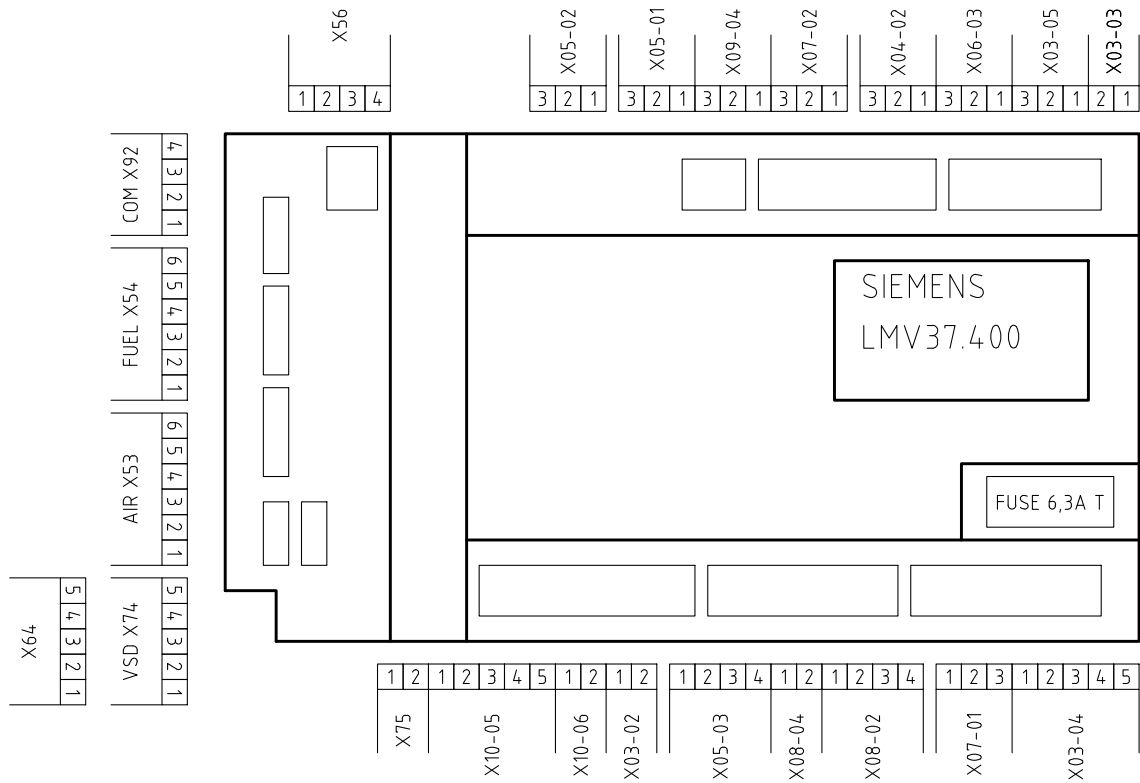 X56
X05-02
X05-01
X09-04
X07-02
X04-02
X06-03
X03-05
X03-03
1 2 3 4
3 2 1
3 2 1 3 2 1 3 2 1
3 2 1 3 2 1 3 2 1 2 1
COM X92
4 3 2 1
FUEL X54
6 5 4 3 2 1
AIR X53
6 5 4 3 2 1
X64
5 4 3 2 1
VSD X74
5 4 3 2 1
SIEMENS
LMV37.400
FUSE 6,3A T
1 2 1 2 3 4 5 1 2 1 2
1 2 3 4 1 2 1 2 3 4
1 2 3 1 2 3 4 5
X75
X10-05
X10-06
X03-02
X05-03
X08-04
X08-02
X07-01
X03-04